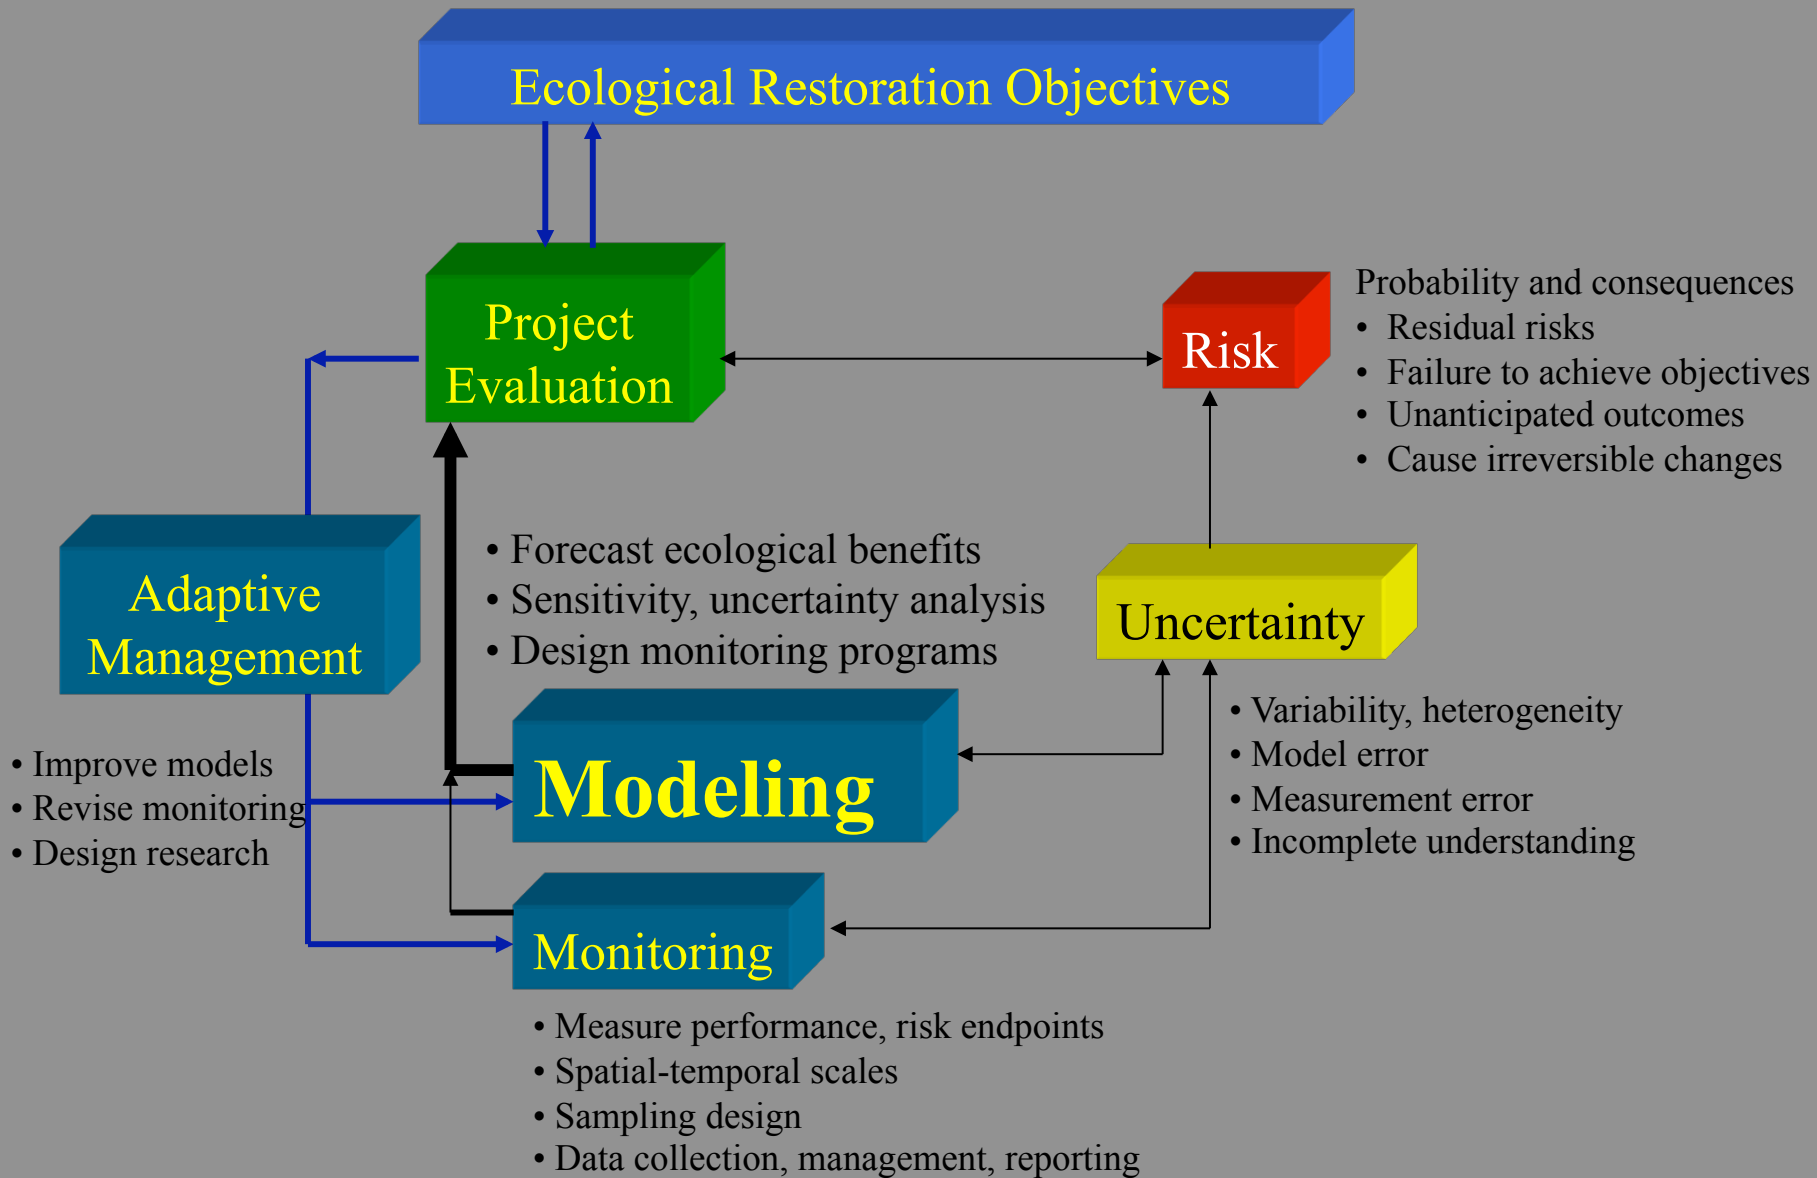 Ecological Restoration Objectives
Project
Evaluation
Risk
Probability and consequences
• Residual risks
• Failure to achieve objectives
• Unanticipated outcomes
• Cause irreversible changes
Adaptive
Management
• Forecast ecological benefits
• Sensitivity, uncertainty analysis
• Design monitoring programs
Uncertainty
• Variability, heterogeneity
• Model error
• Measurement error
• Incomplete understanding
• Improve models
• Revise monitoring
• Design research
Modeling
Monitoring
• Measure performance, risk endpoints
• Spatial-temporal scales
• Sampling design
• Data collection, management, reporting